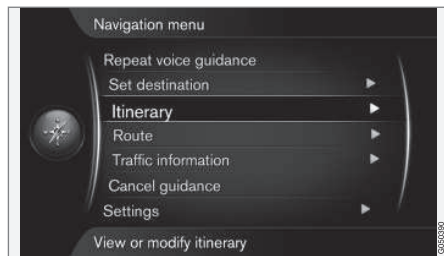 Navigation menu
Repeat voice guidance
Set destination
Itinerary
Route
Traffic information
Cancel guidance
Settings
View or modify itinerary
G050390